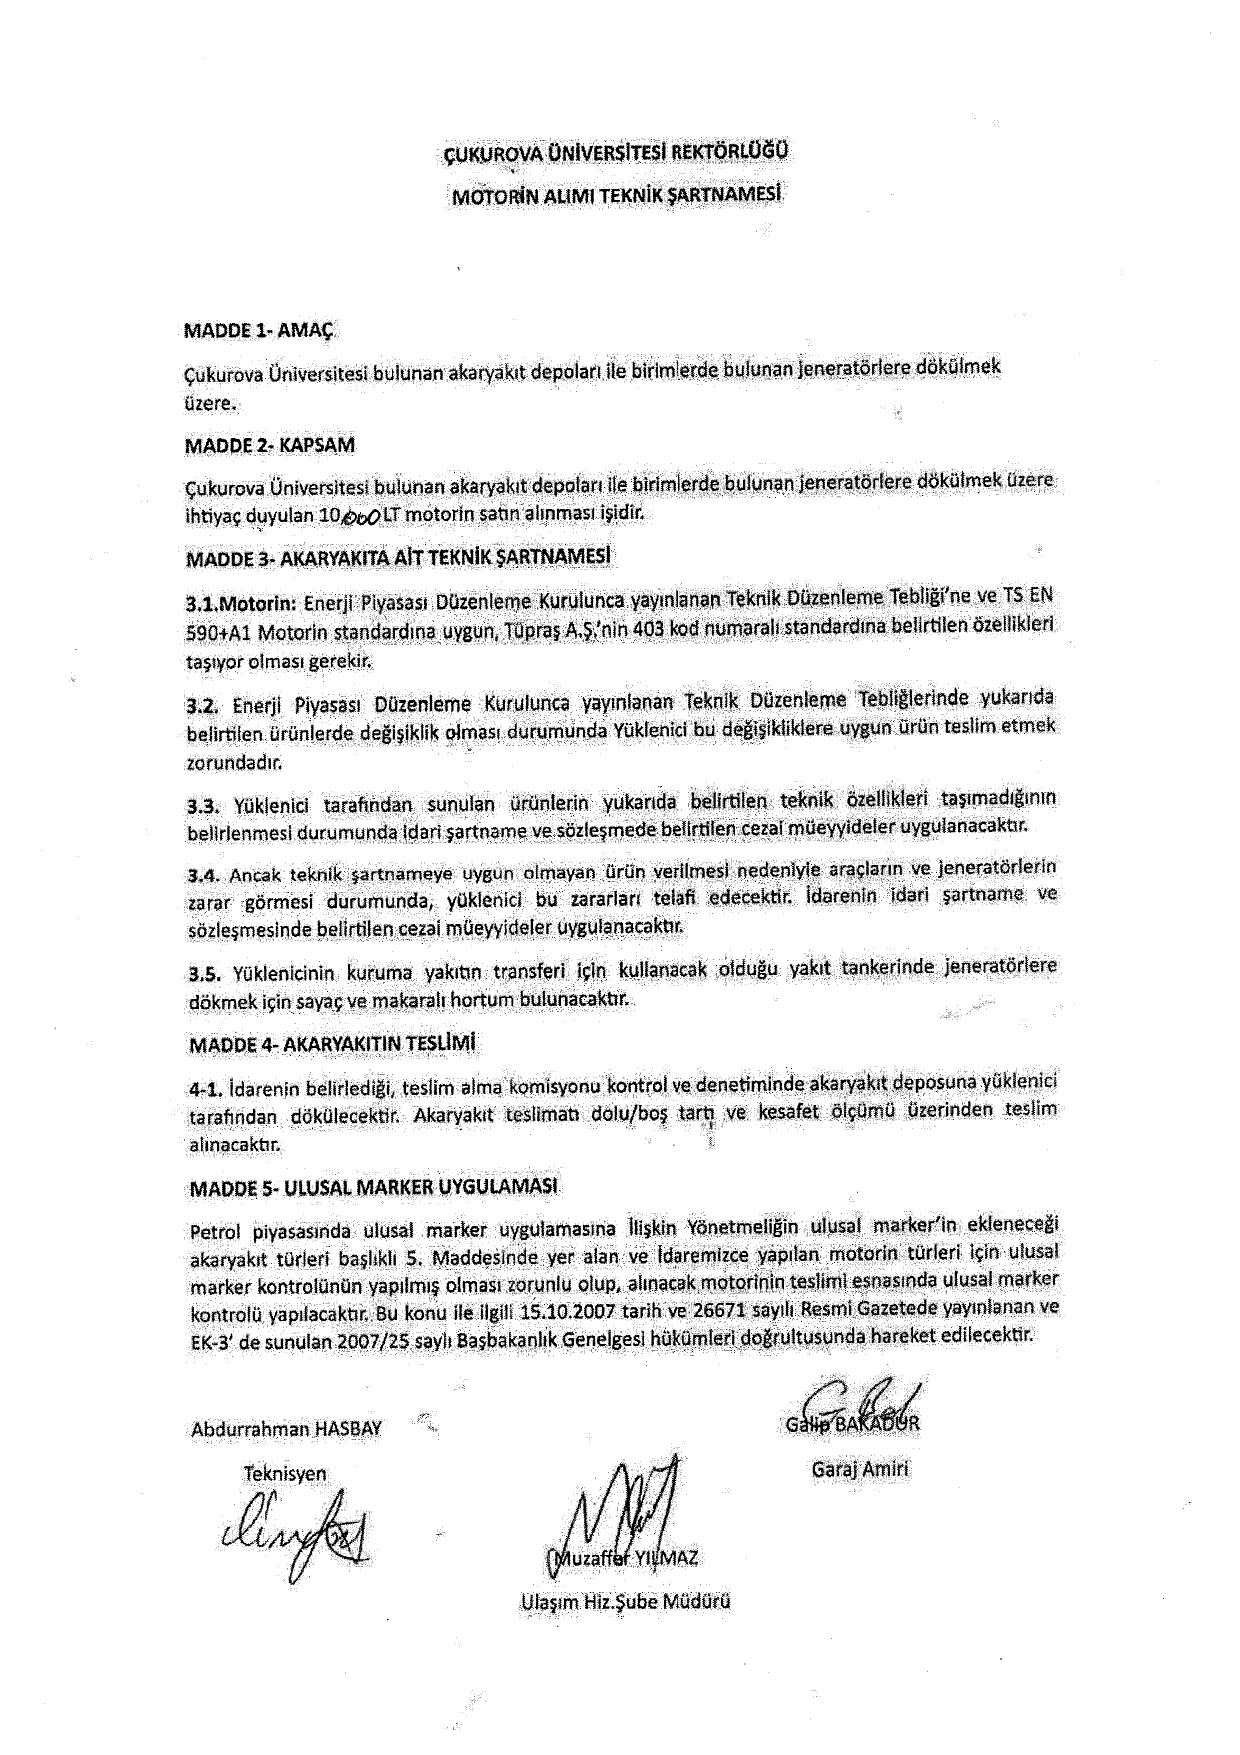 ÇUKUROVA ÜNİVERSİTESİ REKTÖRLÜĞÜ
MOTORİN ALIMI TEKNİK ŞARTNAMESİ
MADDE 1- AMAÇ
Çukurova Üniversitesi bulunan akaryakıt depoları ile birimlerde bulunan jeneratörlere dökülmek
üzere.
MADDE 2- KAPSAM
Çukurova Üniversitesi bulunan akaryakıt depoları ile birimlerde bulunan jeneratörlere dökülmek üzere
ihtiyaç duyulan 10,000 LT motorin satın alınması işidir.
MADDE 3- AKARYAKITA AİT TEKNİK ŞARTNAMESİ
3.1.Motorin: Enerji Piyasası Düzenleme Kurulunca yayınlanan Teknik Düzenleme Tebliği'ne ve TS EN
590+A1 Motorin standardına uygun, Tüpraş A.Ş.'nin 403 kod numaralı standardına belirtilen özellikleri
taşıyor olması gerekir.
3.2. Enerji Piyasası Düzenleme Kurulunca yayınlanan Teknik Düzenleme Tebliğlerinde yukarıda
belirtilen ürünlerde değişiklik olması durumunda Yüklenici bu değişikliklere uygun ürün teslim etmek
zorundadır.
3.3. Yüklenici tarafından sunulan ürünlerin yukarıda belirtilen teknik özellikleri taşımadığının
belirlenmesi durumunda idari şartname ve sözleşmede belirtilen cezai müeyyideler uygulanacaktır.
3.4. Ancak teknik şartnameye uygun olmayan ürün verilmesi nedeniyle araçların ve jeneratörlerin
zarar görmesi durumunda, yüklenici bu zararları telafi edecektir. İdarenin idari şartname ve
sözleşmesinde belirtilen cezai müeyyideler uygulanacaktır.
3.5. Yüklenicinin kuruma yakıtın transferi için kullanacak olduğu yakıt tankerinde jeneratörlere
dökmek için sayaç ve makaralı hortum bulunacaktır.
MADDE 4- AKARYAKITIN TESLİMİ
4-1. İdarenin belirlediği, teslim alma komisyonu kontrol ve denetiminde akaryakıt deposuna yüklenici
tarafından dökülecektir. Akaryakıt teslimatı dolu/boş tartı ve kesafet ölçümü üzerinden teslim
alınacaktır.
MADDE 5- ULUSAL MARKER UYGULAMASI
Petrol piyasasında ulusal marker uygulamasına İlişkin Yönetmeliğin ulusal marker'in ekleneceği
akaryakıt türleri başlıklı 5. Maddesinde yer alan ve İdaremizce yapılan motorin türleri için ulusal
marker kontrolünün yapılmış olması zorunlu olup, alınacak motorinin teslimi esnasında ulusal marker
kontrolü yapılacaktır. Bu konu ile ilgili 15.10.2007 tarih ve 26671 sayılı Resmi Gazetede yayınlanan ve
EK-3' de sunulan 2007/25 saylı Başbakanlık Genelgesi hükümleri doğrultusunda hareket edilecektir.
Abdurrahman HASBAY
Galip BAKADUR
Teknisyen
Garaj Amiri
Muzaffer YILMAZ
Ulaşım Hiz.Şube Müdürü